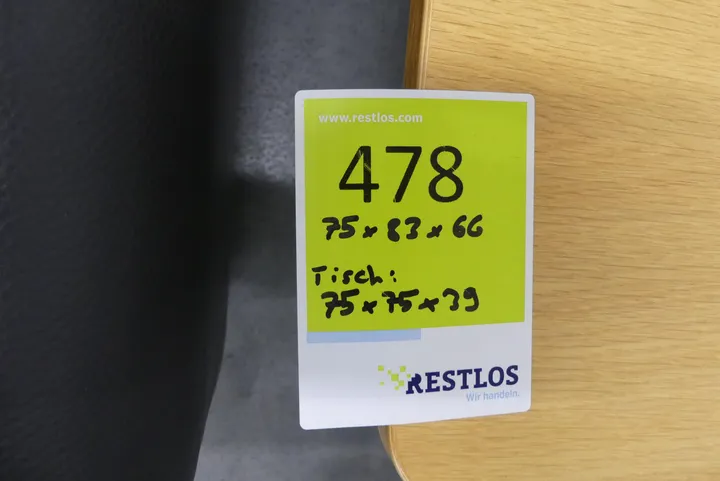 www.restlos.com
478
75 x 83 x 66
Tisch:
75 x 75 x 39
RESTLOS
Wir handeln.